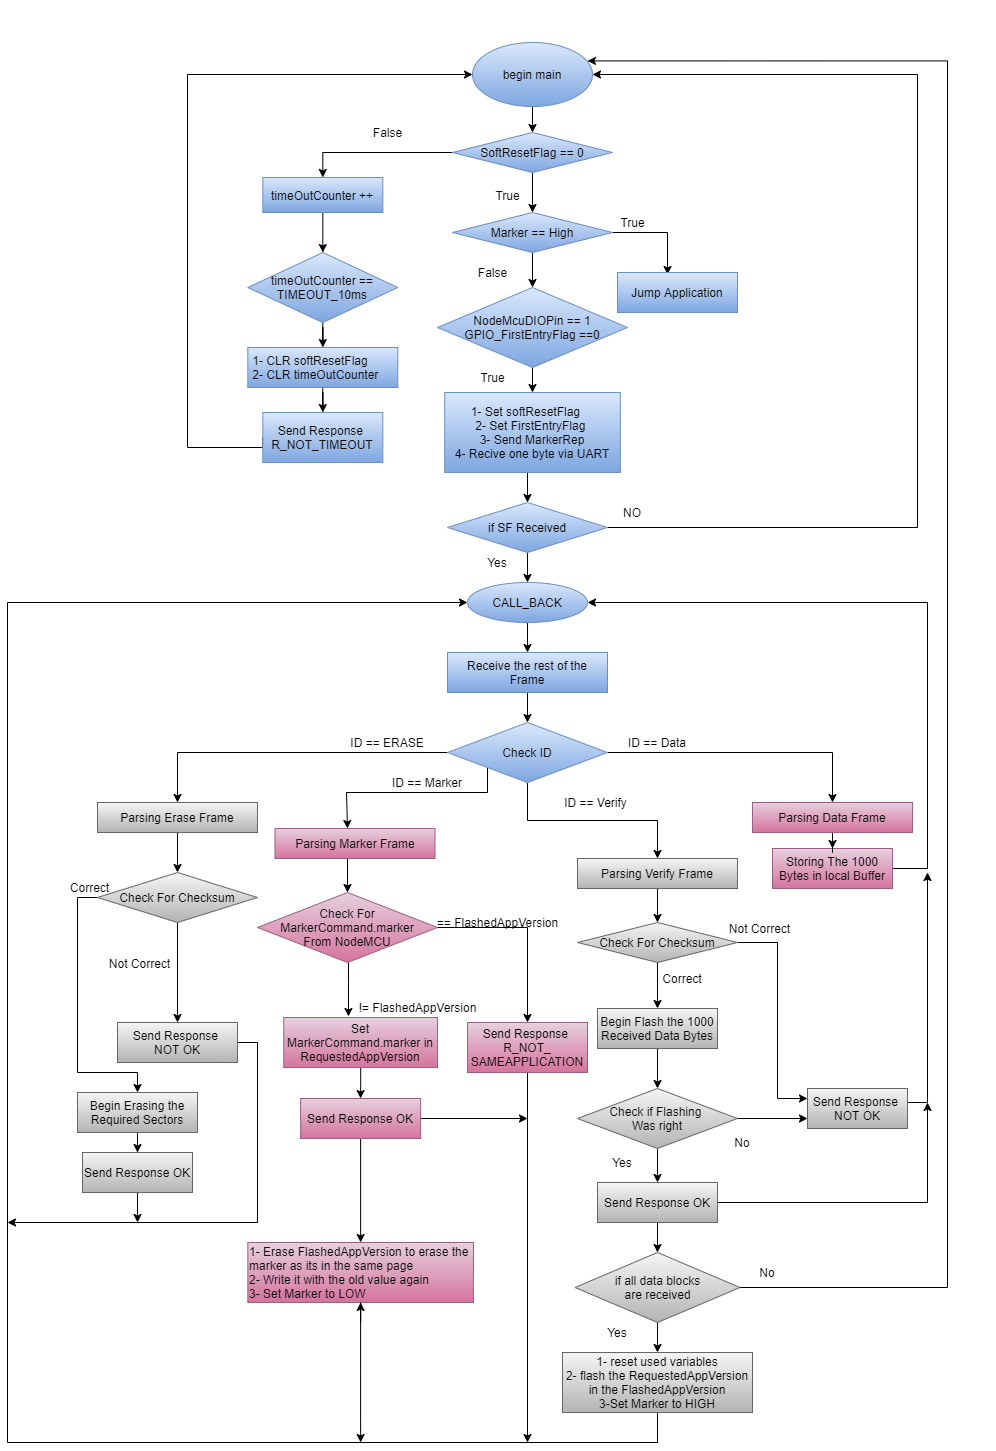 begin main
False
SoftResetFlag == 0
timeOutCounter ++
True
Marker == High
True
False
timeOutCounter ==
TIMEOUT_10ms
Jump Application
NodeMcuDIOPin == 1
GPIO_FirstEntryFlag ==0
1- CLR softResetFlag
2- CLR timeOutCounter
True
Send Response
R_NOT_TIMEOUT
1- Set softResetFlag
2- Set FirstEntryFlag
3- Send MarkerRep
4- Recive one byte via UART
if SF Received
NO
Yes
CALL_BACK
Receive the rest of the
Frame
Check ID
ID == ERASE
ID == Data
ID == Marker
ID == Verify
Parsing Erase Frame
Parsing Marker Frame
Parsing Data Frame
Storing The 1000
Bytes in local Buffer
Parsing Verify Frame
Correct
Check For Checksum
Check For
MarkerCommand.marker
From NodeMCU
== FlashedAppVersion
Check For Checksum
Not Correct
Not Correct
Correct
!= FlashedAppVersion
Send Response
NOT OK
Set
MarkerCommand.marker in
RequestedAppVersion
Send Response
R_NOT_
SAMEAPPLICATION
Begin Flash the 1000
Received Data Bytes
Begin Erasing the
Required Sectors
Send Response OK
Check if Flashing
Was right
Send Response
NOT OK
No
Yes
Send Response OK
Send Response OK
1- Erase FlashedAppVersion to erase the
marker as its in the same page
2- Write it with the old value again
3- Set Marker to LOW
if all data blocks
are received
No
Yes
1- reset used variables
2- flash the RequestedAppVersion
in the FlashedAppVersion
3-Set Marker to HIGH